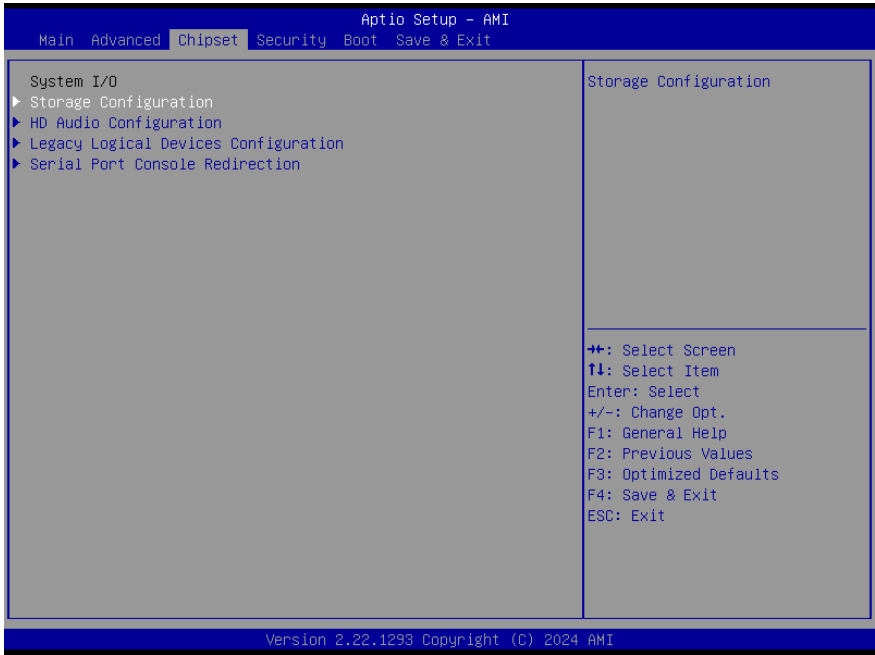 Aptio Setup – AMI
Main Advanced Chipset Security Boot Save & Exit
System I/O
Storage Configuration
HD Audio Configuration
Legacy Logical Devices Configuration
Serial Port Console Redirection
Storage Configuration
→←: Select Screen
↑↓: Select Item
Enter: Select
+/-: Change Opt.
F1: General Help
F2: Previous Values
F3: Optimized Defaults
F4: Save & Exit
ESC: Exit
Version 2.22.1293 Copyright (C) 2024 AMI